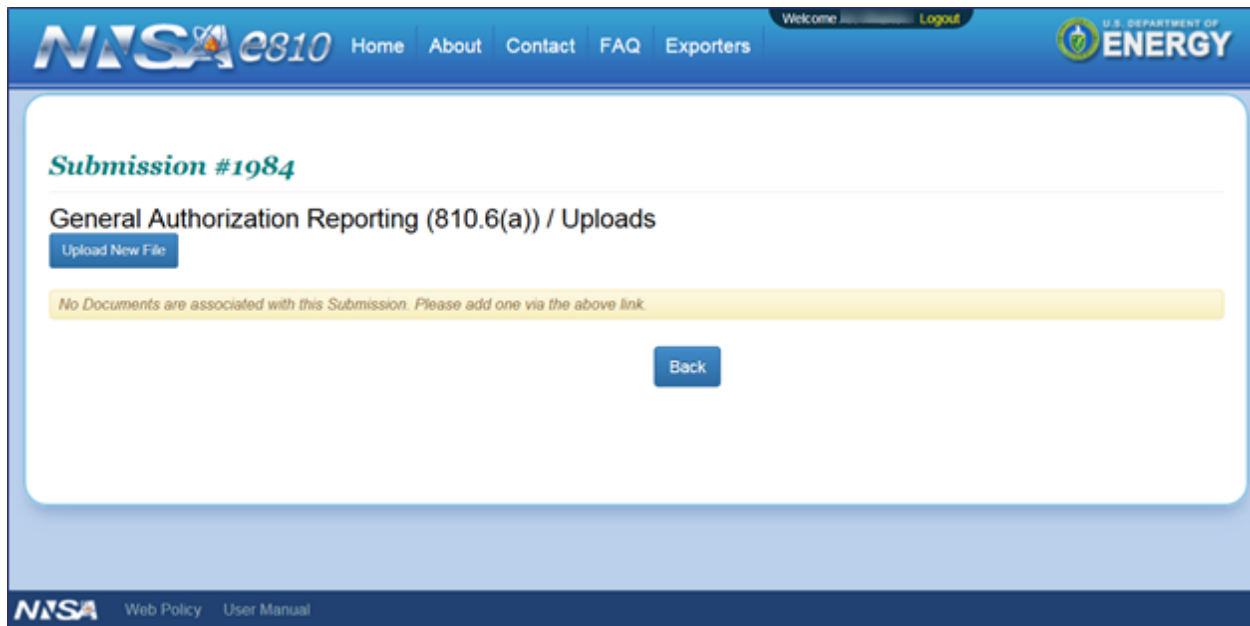 Welcome Logout
NNSA e810 Home About Contact FAQ Exporters
U.S. DEPARTMENT OF
ENERGY
Submission #1984
General Authorization Reporting (810.6(a)) / Uploads
Upload New File
No Documents are associated with this Submission. Please add one via the above link.
Back
NNSA Web Policy User Manual